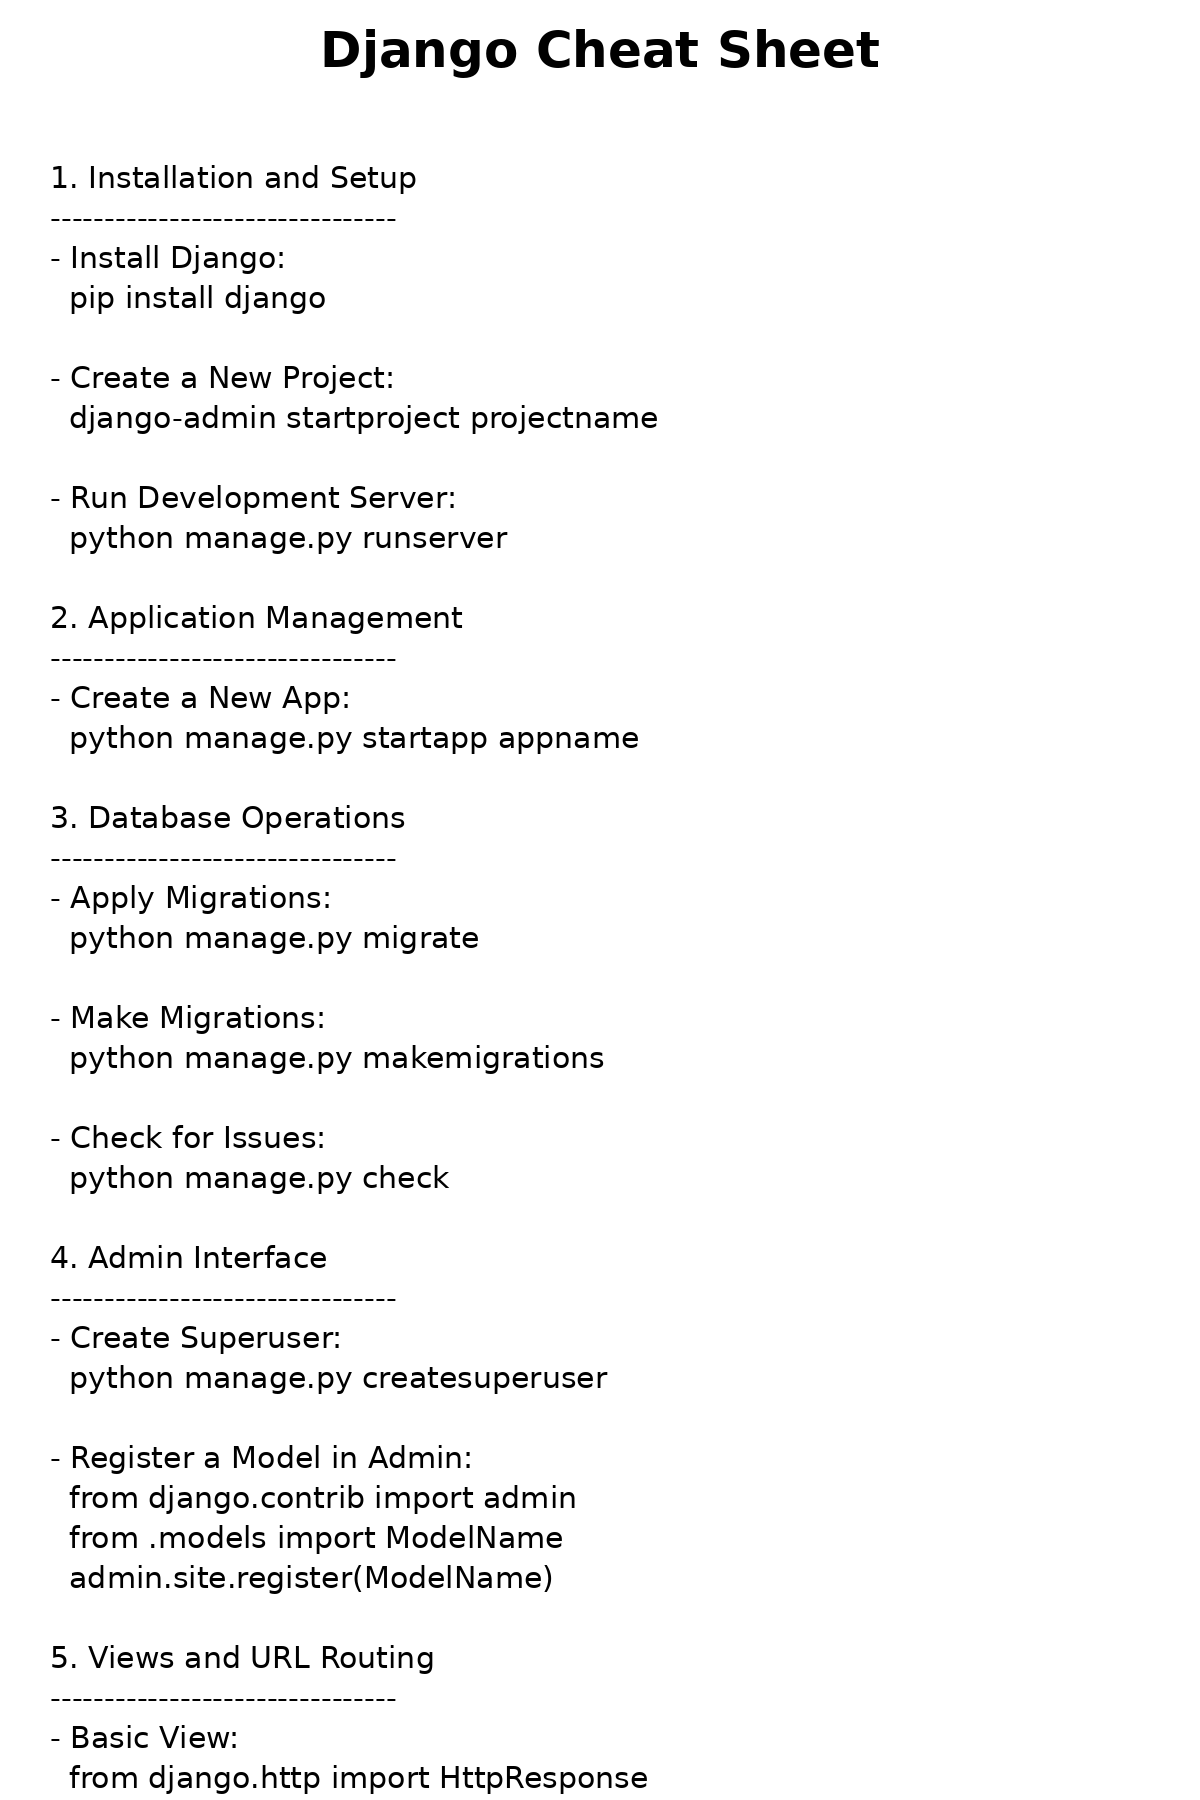 Django Cheat Sheet
1. Installation and Setup
--------------------------------
- Install Django:
pip install django
- Create a New Project:
django-admin startproject projectname
- Run Development Server:
python manage.py runserver
2. Application Management
--------------------------------
- Create a New App:
python manage.py startapp appname
3. Database Operations
--------------------------------
- Apply Migrations:
python manage.py migrate
- Make Migrations:
python manage.py makemigrations
- Check for Issues:
python manage.py check
4. Admin Interface
--------------------------------
- Create Superuser:
python manage.py createsuperuser
- Register a Model in Admin:
from django.contrib import admin
from .models import ModelName
admin.site.register(ModelName)
5. Views and URL Routing
--------------------------------
- Basic View:
from django.http import HttpResponse